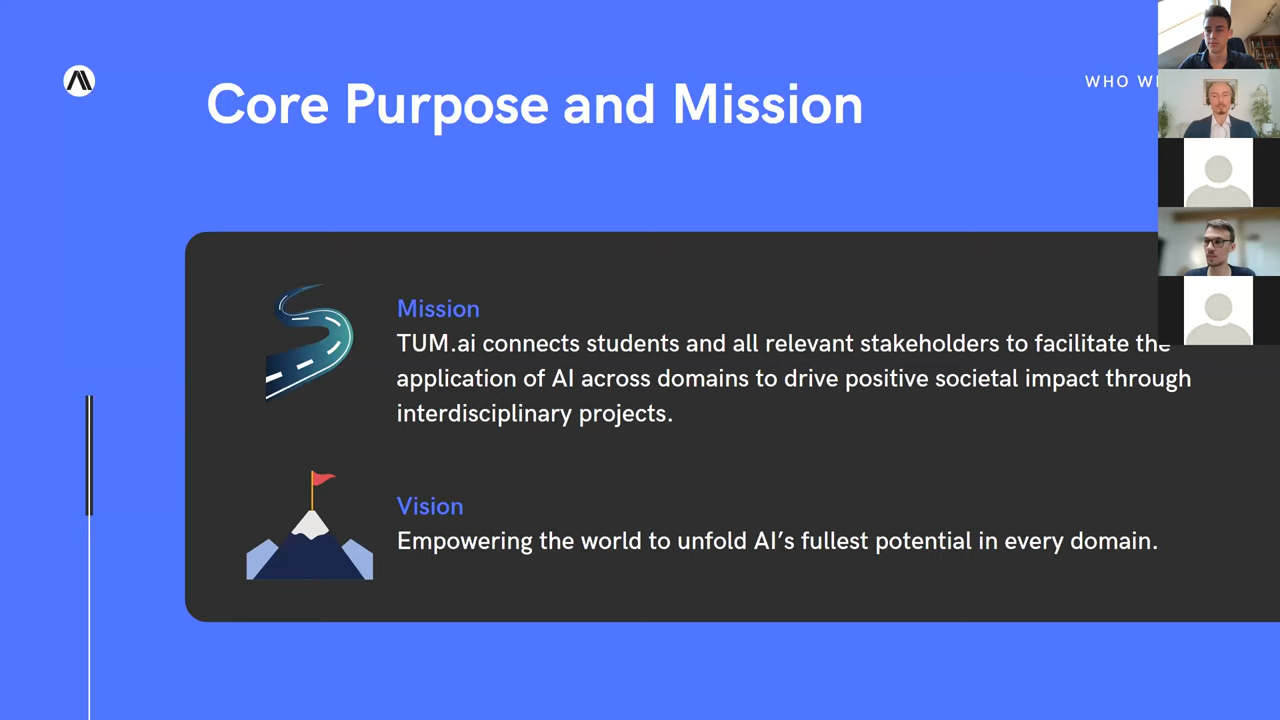 Core Purpose and Mission
WHO
Mission
TUM.ai connects students and all relevant stakeholders to facilitate the
application of AI across domains to drive positive societal impact through
interdisciplinary projects.
Vision
Empowering the world to unfold AI’s fullest potential in every domain.